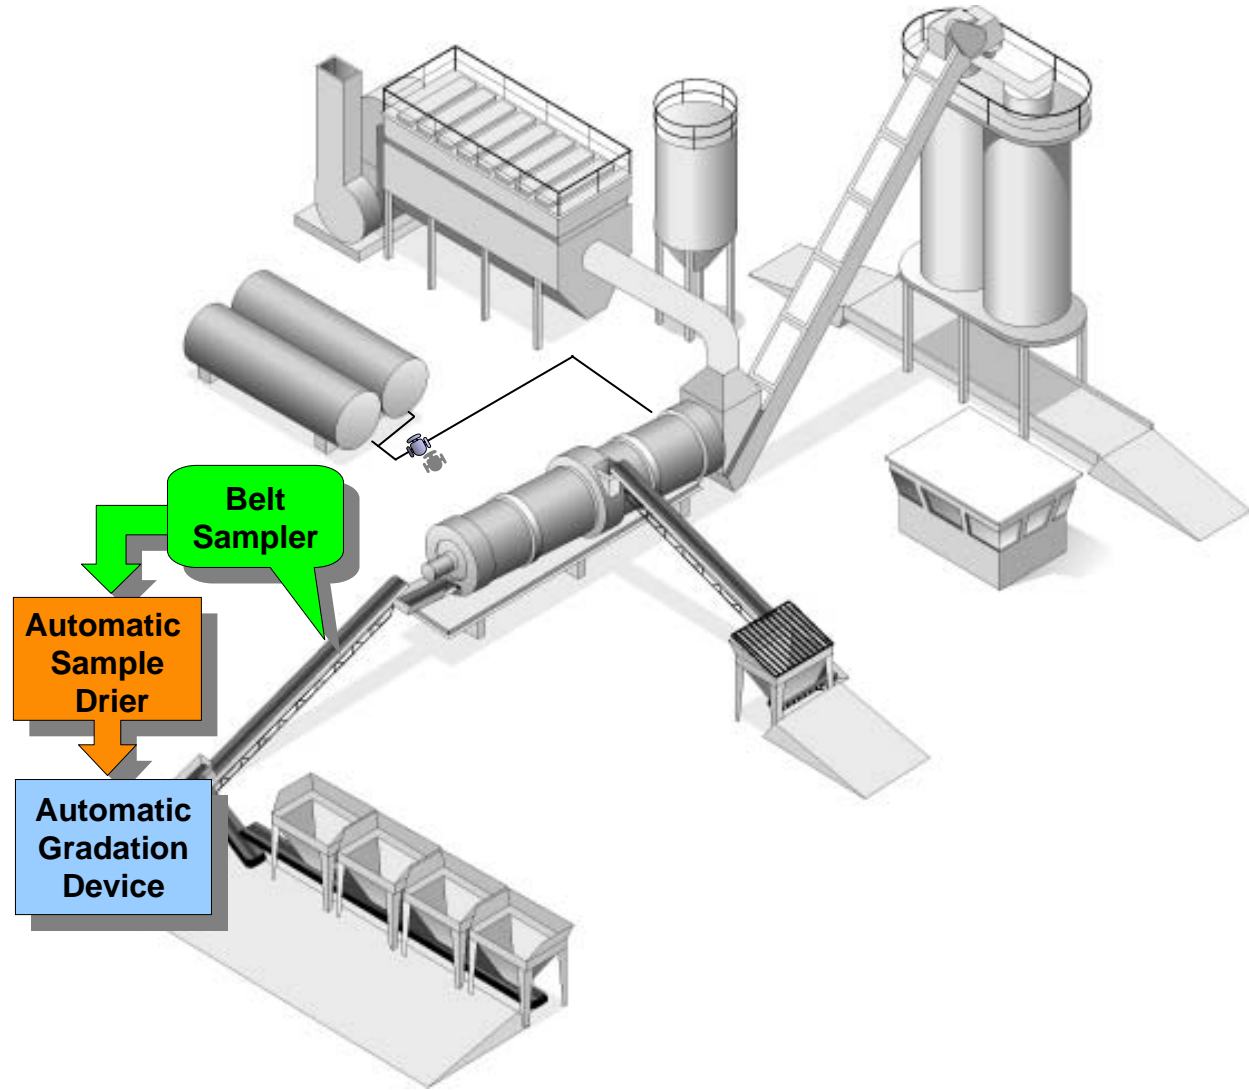 Belt
Sampler
Automatic
Sample
Drier
Automatic
Gradation
Device